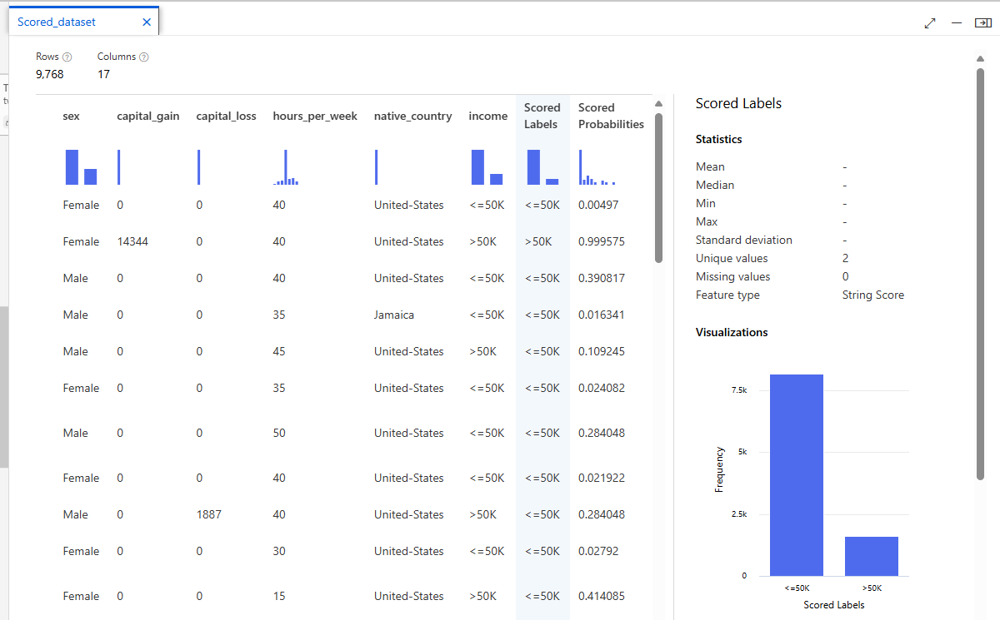 Scored_dataset
Rows Columns
9,768 17
sex capital_gain capital_loss hours_per_week native_country income Scored Labels Scored Probabilities
Female 0 0 40 United-States <=50K <=50K 0.00497
Female 14344 0 40 United-States >50K >50K 0.999575
Male 0 0 40 United-States <=50K <=50K 0.390817
Male 0 0 35 Jamaica <=50K <=50K 0.016341
Male 0 0 45 United-States >50K <=50K 0.109245
Female 0 0 35 United-States <=50K <=50K 0.024082
Male 0 0 50 United-States <=50K <=50K 0.284048
Female 0 0 40 United-States <=50K <=50K 0.021922
Male 0 1887 40 United-States >50K <=50K 0.284048
Female 0 0 30 United-States <=50K <=50K 0.02792
Female 0 0 15 United-States >50K <=50K 0.414085
Scored Labels
Statistics
Mean -
Median -
Min -
Max -
Standard deviation -
Unique values 2
Missing values 0
Feature type String Score
Visualizations
7.5k
5k
2.5k
0
Frequency
<=50K >50K
Scored Labels